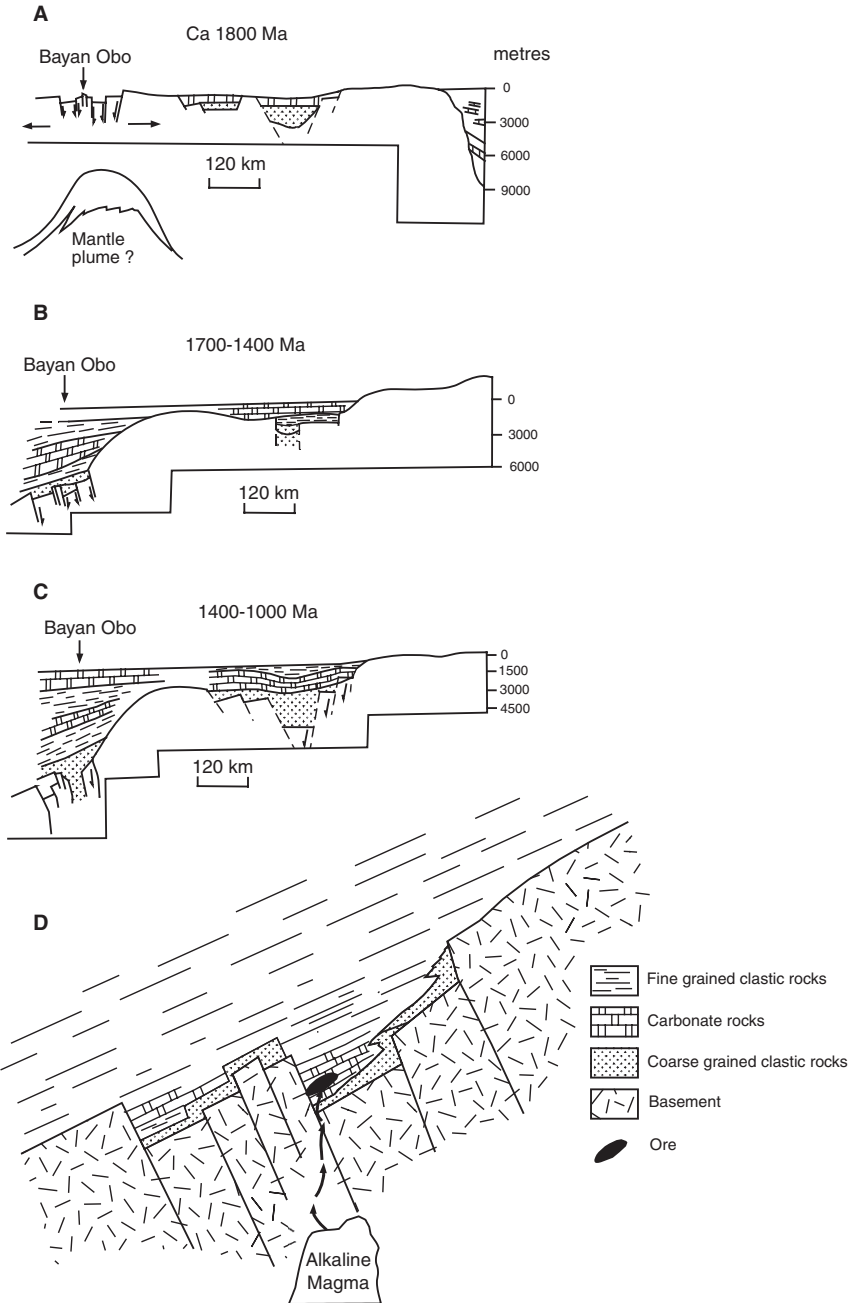 A
Ca 1800 Ma
Bayan Obo
metres
0
3000
6000
9000
120 km
Mantle
plume ?
B
1700-1400 Ma
Bayan Obo
0
3000
6000
120 km
C
1400-1000 Ma
Bayan Obo
0
1500
3000
4500
120 km
D
Fine grained clastic rocks
Carbonate rocks
Coarse grained clastic rocks
Basement
Ore
Alkaline
Magma